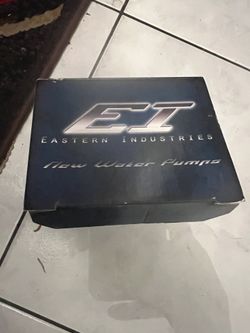 EI
EASTERN INDUSTRIES
New Water Pumps